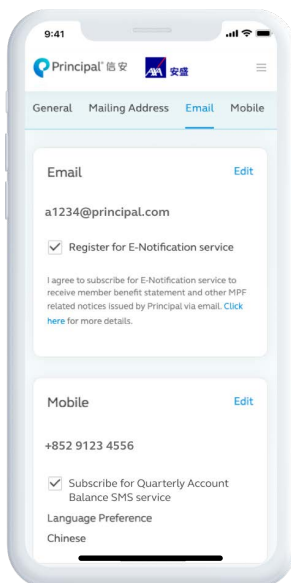 9:41
Principal® 信安 AXA 安盛
General Mailing Address Email Mobile
Email Edit
a1234@principal.com
Register for E-Notification service
I agree to subscribe for E-Notification service to
receive member benefit statement and other MPF
related notices issued by Principal via email. Click
here for more details.
Mobile Edit
+852 9123 4556
Subscribe for Quarterly Account
Balance SMS service
Language Preference
Chinese